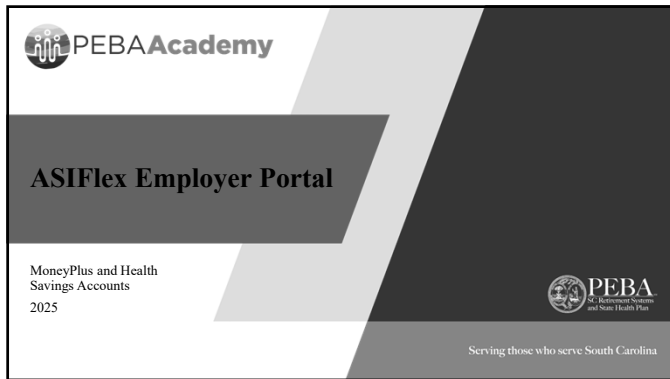 PEBAAcademy
ASIFlex Employer Portal
MoneyPlus and Health
Savings Accounts
2025
PEBA
SC Retirement Systems
and State Health Plan
Serving those who serve South Carolina